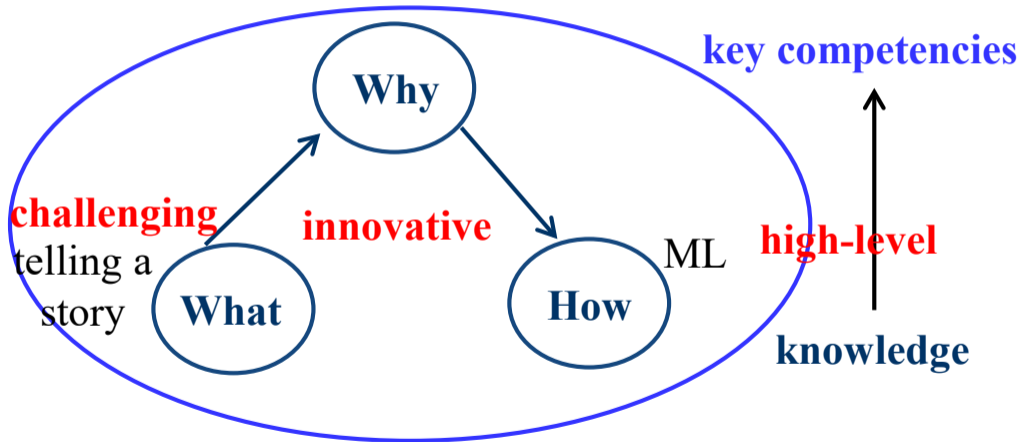 key competencies
Why
challenging
innovative
high-level
telling a
ML
story
What
How
knowledge